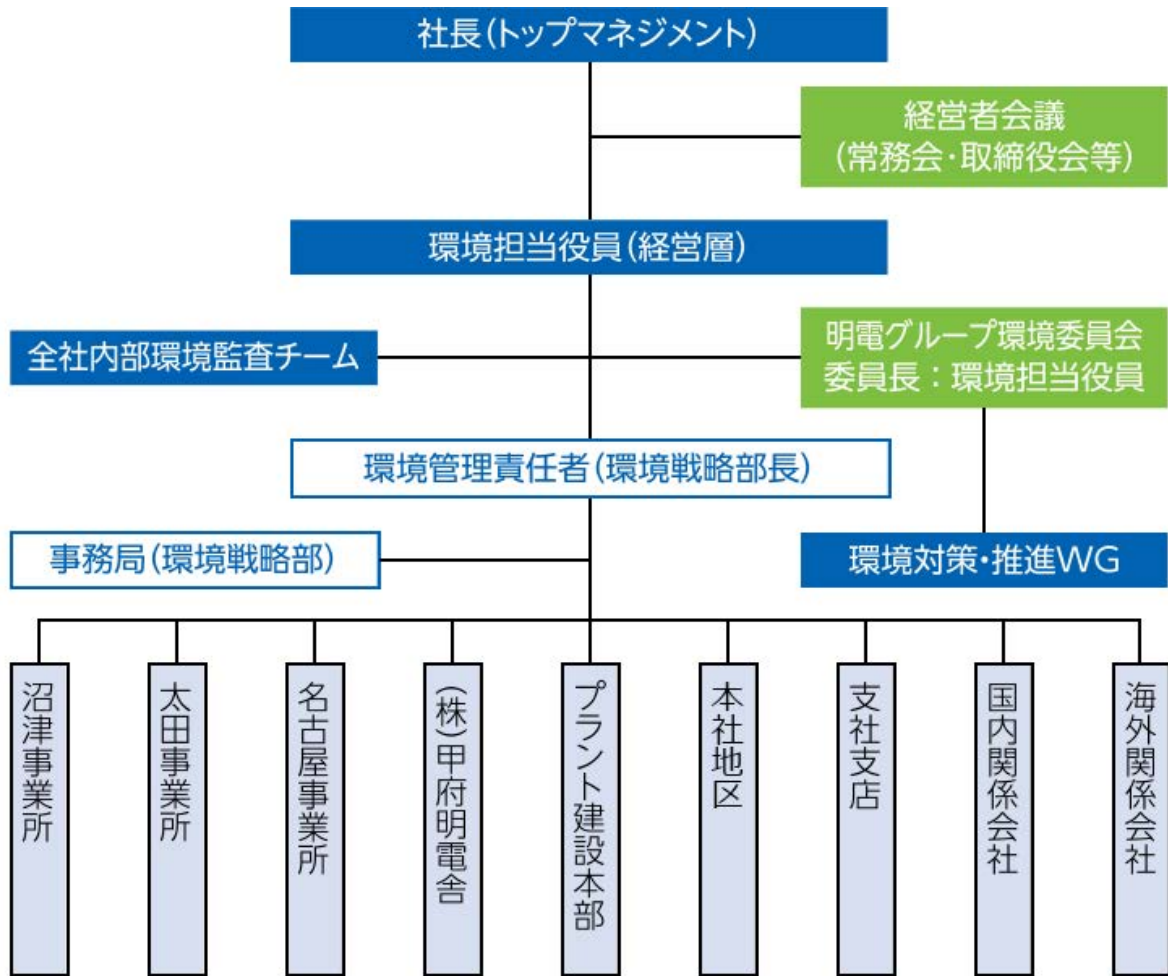 社長(トップマネジメント)
経営者会議
(常務会・取締役会等)
環境担当役員(経営層)
全社内部環境監査チーム
明電グループ環境委員会
委員長：環境担当役員
環境管理責任者(環境戦略部長)
事務局(環境戦略部)
環境対策・推進WG
沼津事業所
太田事業所
名古屋事業所
(株)甲府明電舎
プラント建設本部
本社地区
支社支店
国内関係会社
海外関係会社